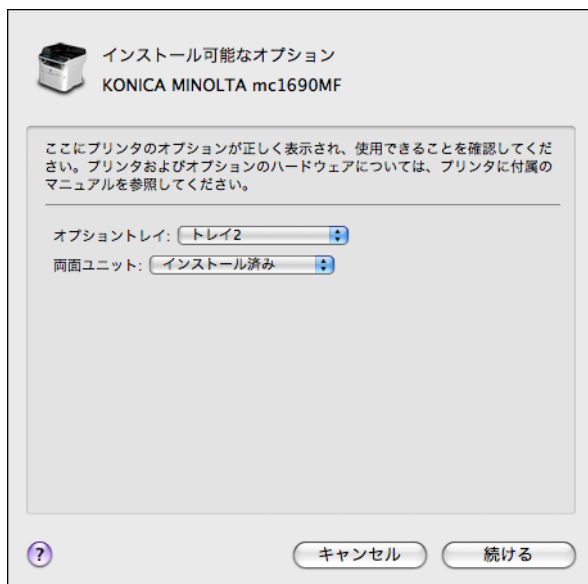 インストール可能なオプション
KONICA MINOLTA mc1690MF
ここにプリンタのオプションが正しく表示され、使用できることを確認してくだ
さい。プリンタおよびオプションのハードウェアについては、プリンタに付属の
マニュアルを参照してください。
オプショントレイ: トレイ2
両面ユニット: インストール済み
? キャンセル 続ける